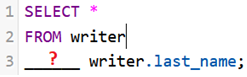 1 SELECT *
2 FROM writer
3 ___?___ writer.last_name;